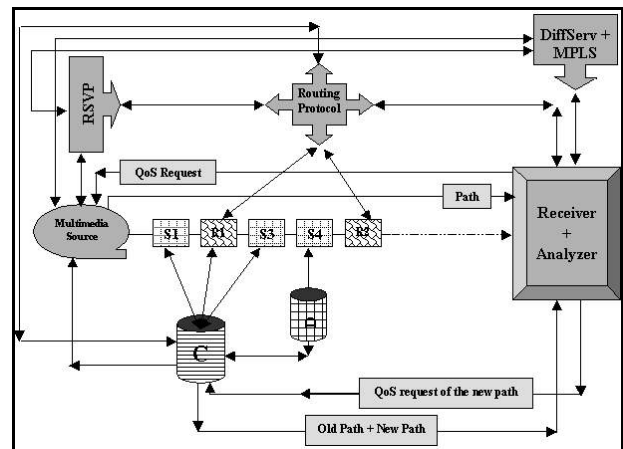 DiffServ +
MPLS
RSVP
Routing
Protocol
QoS Request
Path
Multimedia
Source
S1
R1
S3
S4
Receiver
+
Analyzer
C
QoS request of the new path
Old Path + New Path